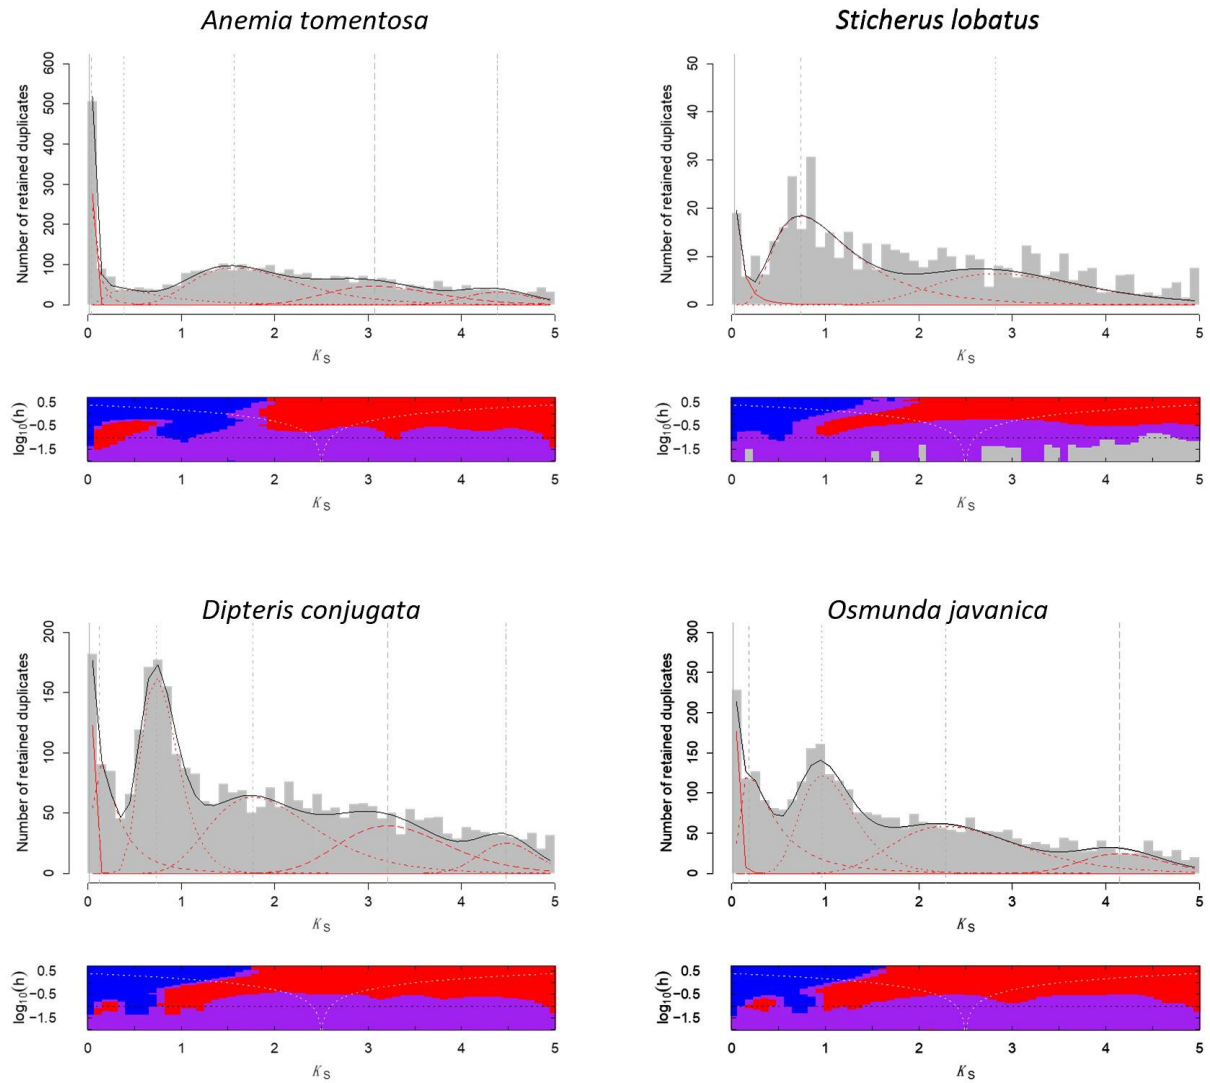 Anemia tomentosa
Number of retained duplicates
600
500
400
300
200
100
0
0 1 2 3 4 5
KS
log10(h)
0.5
−0.5
−1.5
0 1 2 3 4 5
KS
Sticherus lobatus
Number of retained duplicates
50
40
30
20
10
0
0 1 2 3 4 5
KS
log10(h)
0.5
−0.5
−1.5
0 1 2 3 4 5
KS
Dipteris conjugata
Number of retained duplicates
200
150
100
50
0
0 1 2 3 4 5
KS
log10(h)
0.5
−0.5
−1.5
0 1 2 3 4 5
KS
Osmunda javanica
Number of retained duplicates
300
250
200
150
100
50
0
0 1 2 3 4 5
KS
log10(h)
0.5
−0.5
−1.5
0 1 2 3 4 5
KS